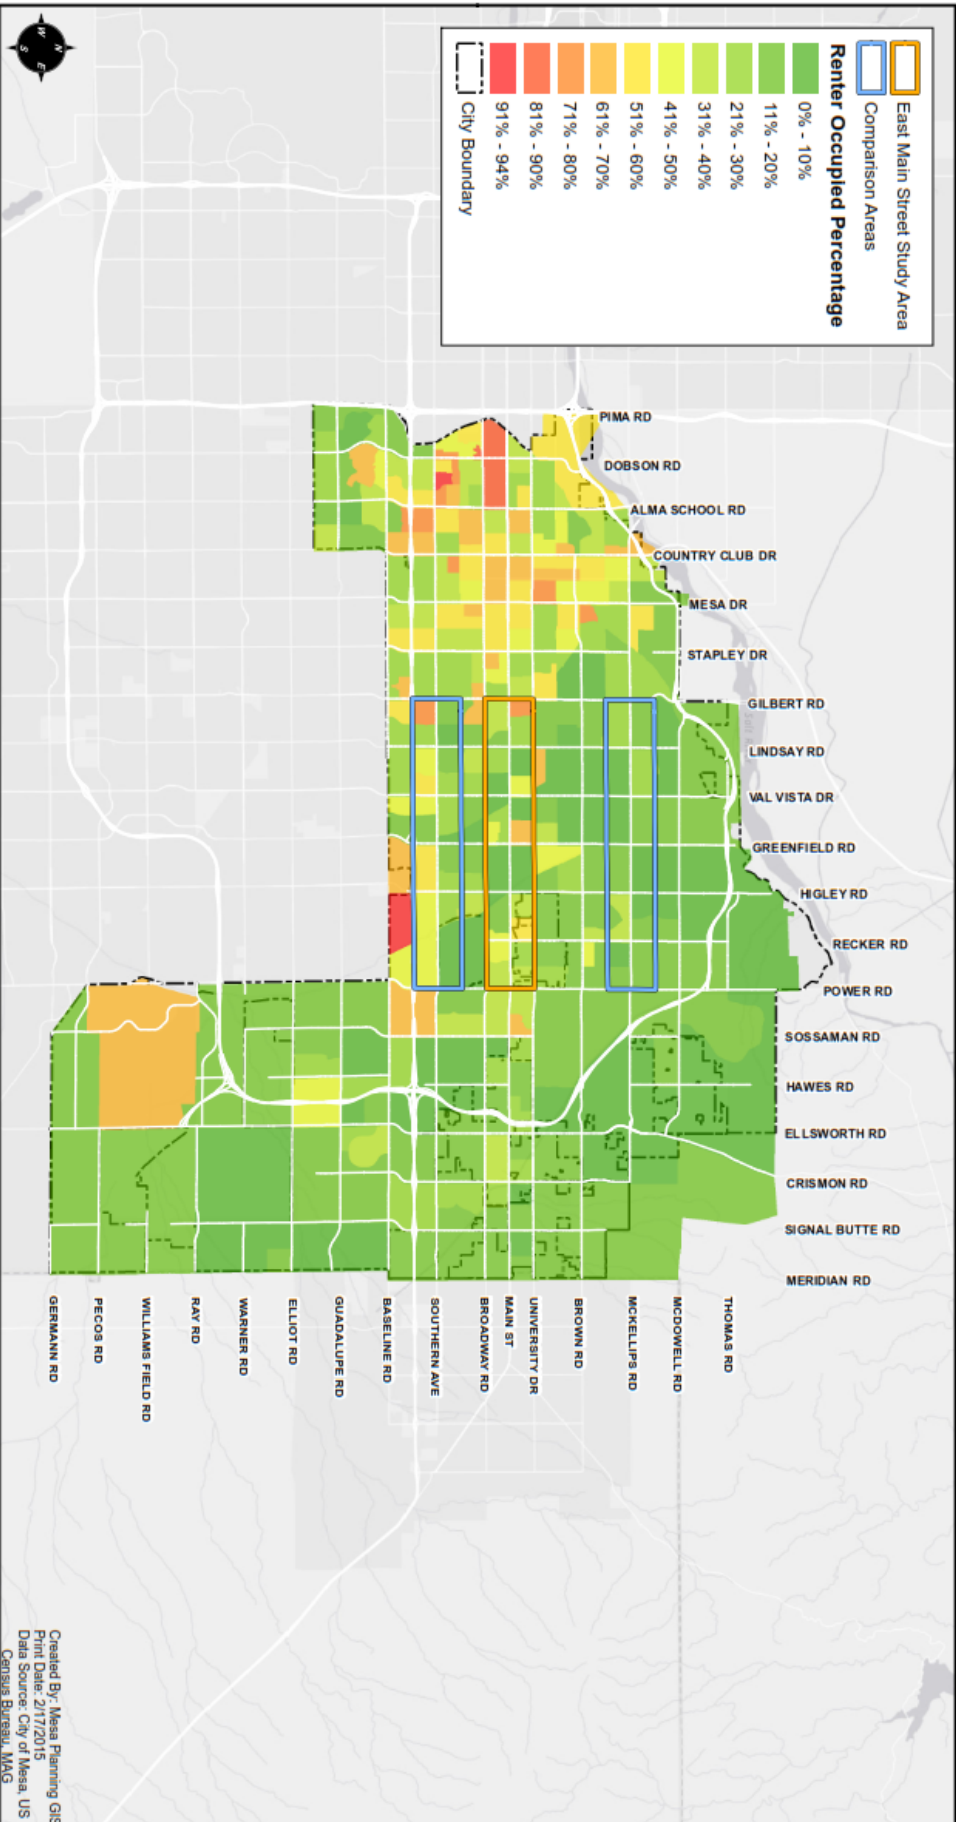 N
E
S
W
East Main Street Study Area
Comparison Areas
Renter Occupied Percentage
0% - 10%
11% - 20%
21% - 30%
31% - 40%
41% - 50%
51% - 60%
61% - 70%
71% - 80%
81% - 90%
91% - 94%
City Boundary
PIMA RD
DOBSON RD
ALMA SCHOOL RD
COUNTRY CLUB DR
MESA DR
STAPLEY DR
GILBERT RD
LINDSAY RD
VAL VISTA DR
GREENFIELD RD
HIGLEY RD
RECKER RD
POWER RD
SOSSAMAN RD
HAWES RD
ELLSWORTH RD
CRISMON RD
SIGNAL BUTTE RD
MERIDIAN RD
THOMAS RD
MCDOWELL RD
MCKELLIPS RD
BROWN RD
UNIVERSITY DR
MAIN ST
BROADWAY RD
SOUTHERN AVE
BASELINE RD
GUADALUPE RD
ELLIOT RD
WARNER RD
RAY RD
WILLIAMS FIELD RD
PECOS RD
GERMANN RD
Created By: Mesa Planning GIS
Print Date: 2/17/2015
Data Source: City of Mesa, US
Census Bureau, MAG